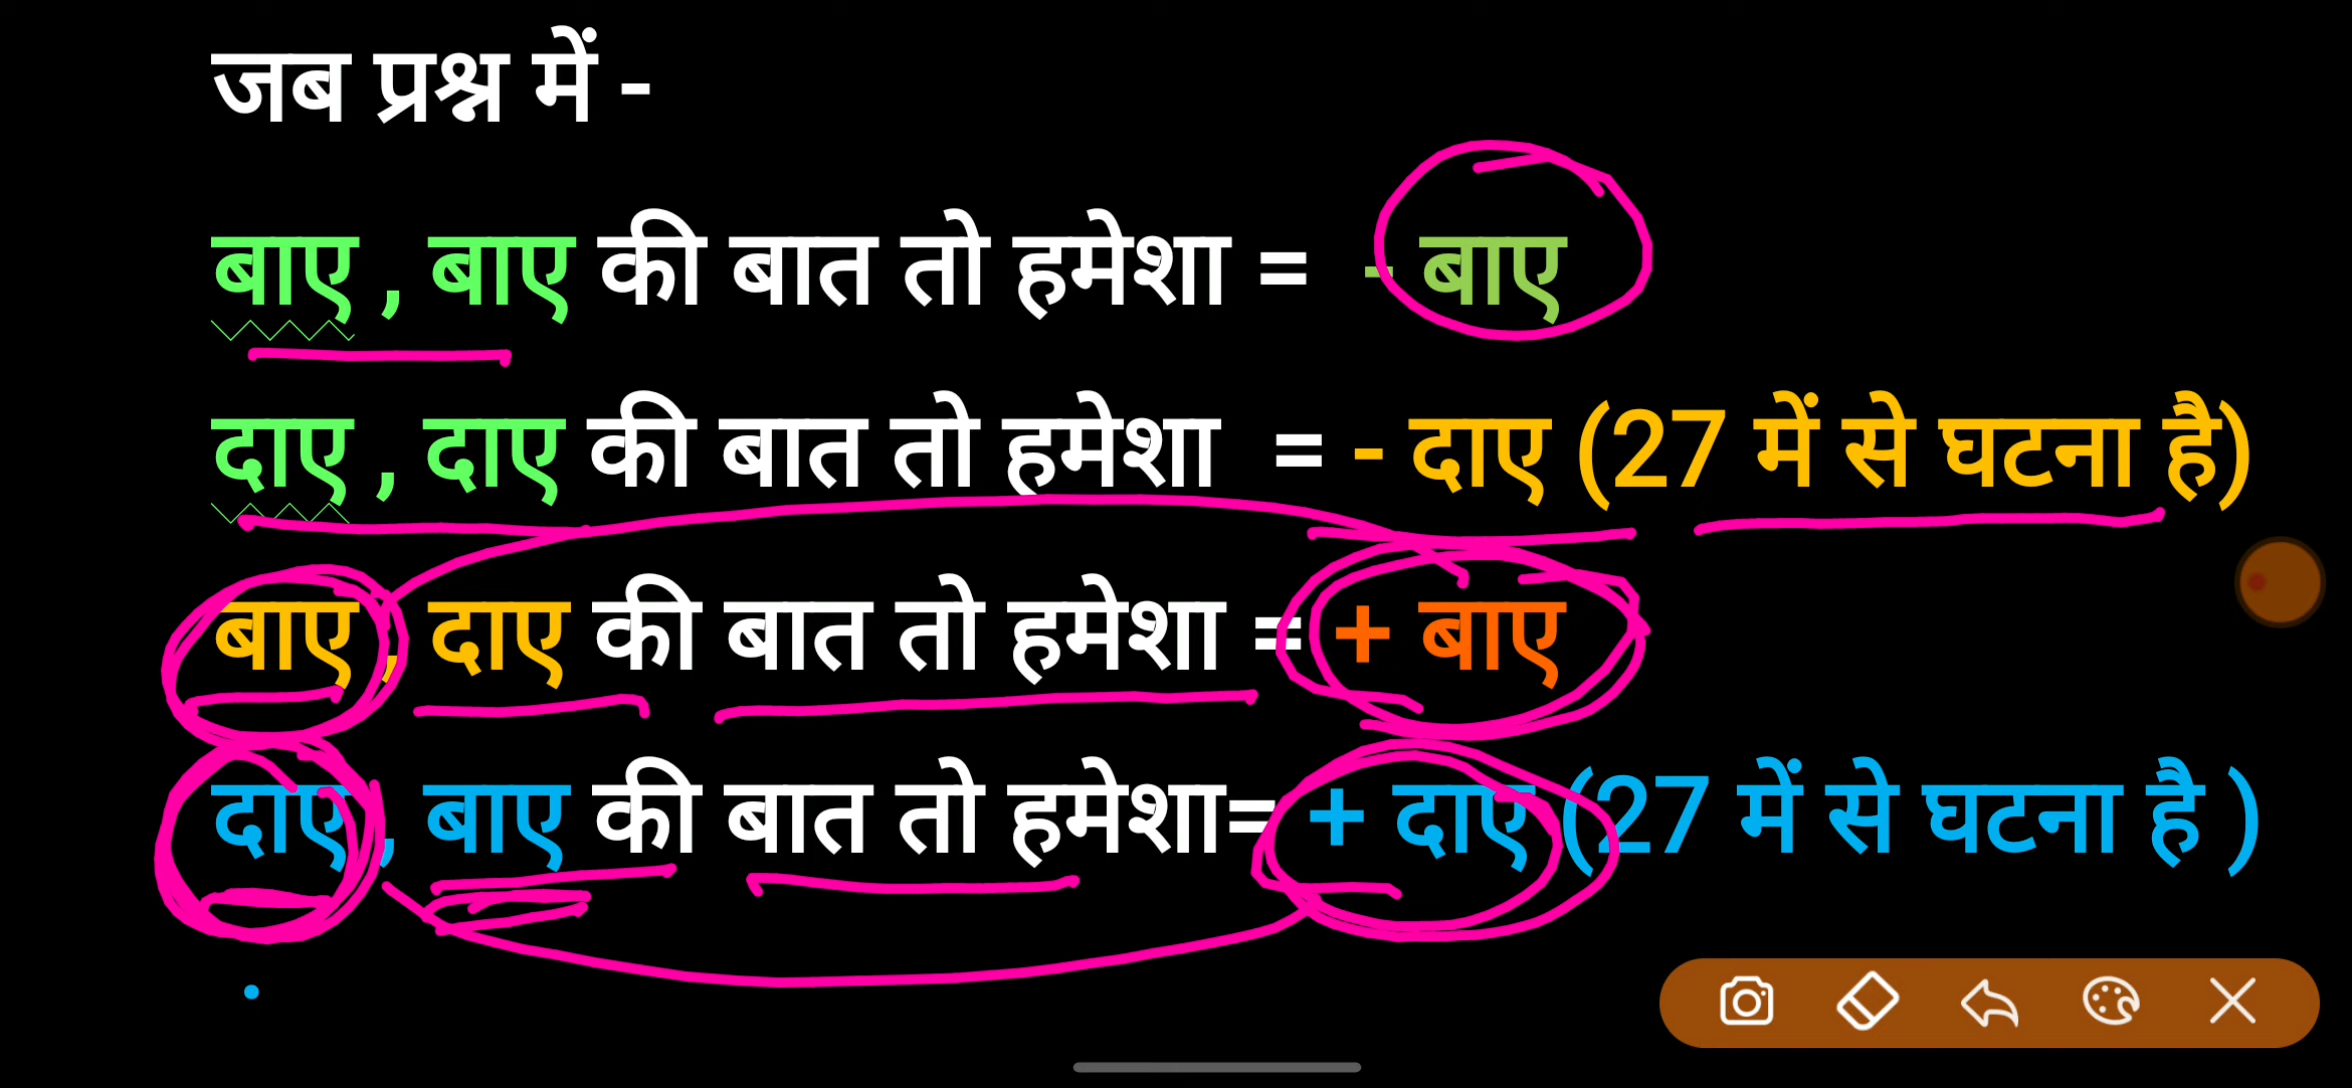 जब प्रश्न में -
बाए , बाए की बात तो हमेशा = - बाए
दाए , दाए की बात तो हमेशा = - दाए (27 में से घटना है)
बाए , दाए की बात तो हमेशा = + बाए
दाए , बाए की बात तो हमेशा= + दाए (27 में से घटना है )